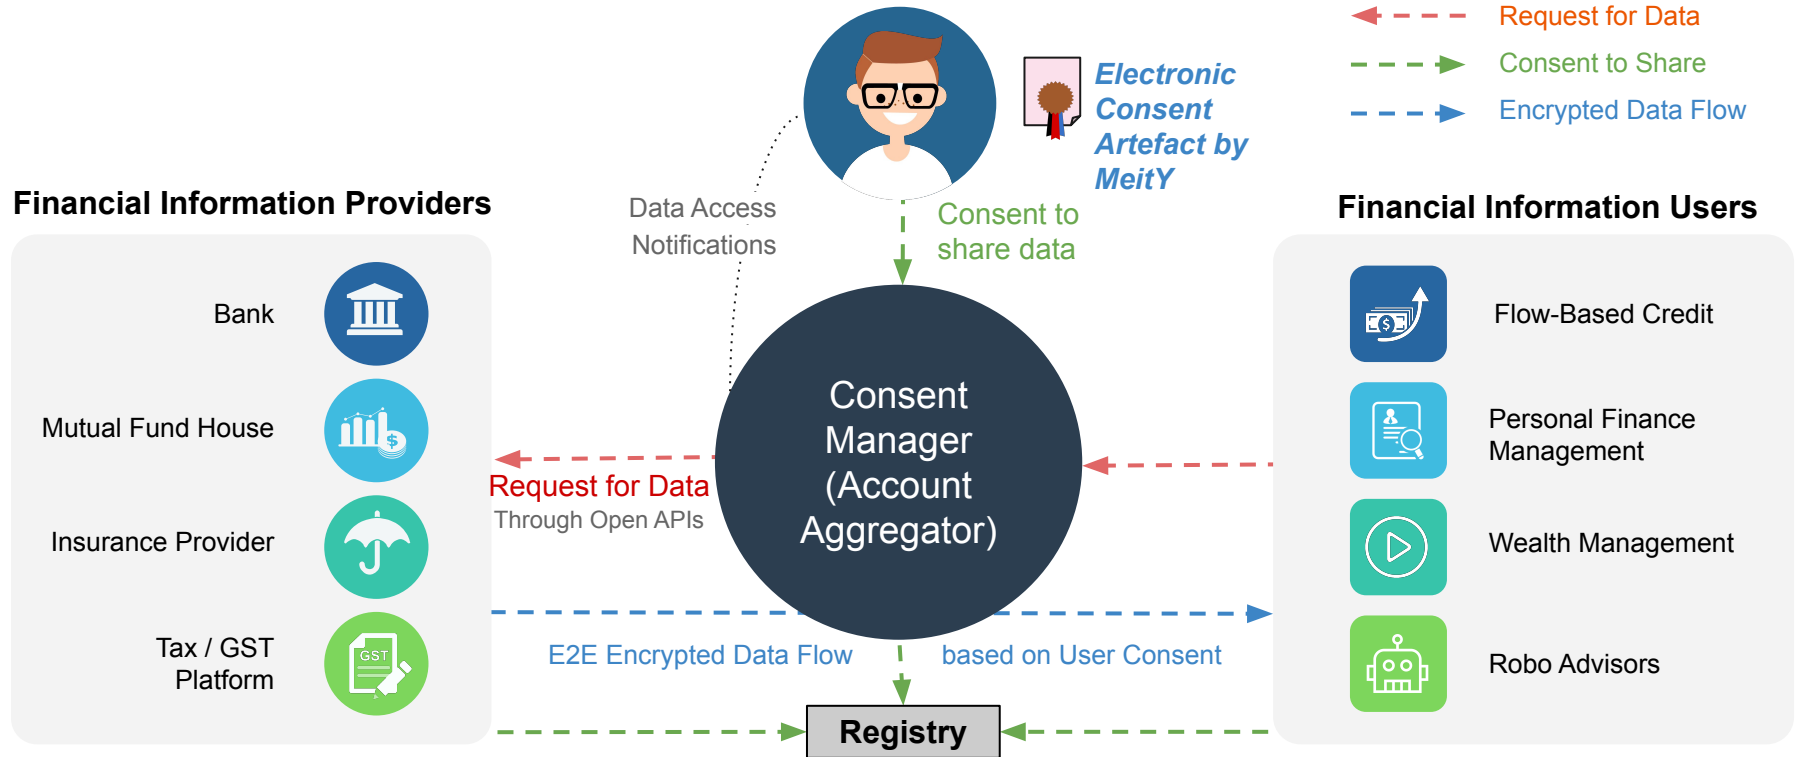 Request for Data
Consent to Share
Encrypted Data Flow
Electronic
Consent
Artefact by
MeitY
Financial Information Providers
Data Access
Notifications
Consent to
share data
Financial Information Users
Bank
Mutual Fund House
Insurance Provider
Tax / GST
Platform
GST
Request for Data
Through Open APIs
Consent
Manager
(Account
Aggregator)
Flow-Based Credit
Personal Finance
Management
Wealth Management
Robo Advisors
E2E Encrypted Data Flow
based on User Consent
Registry